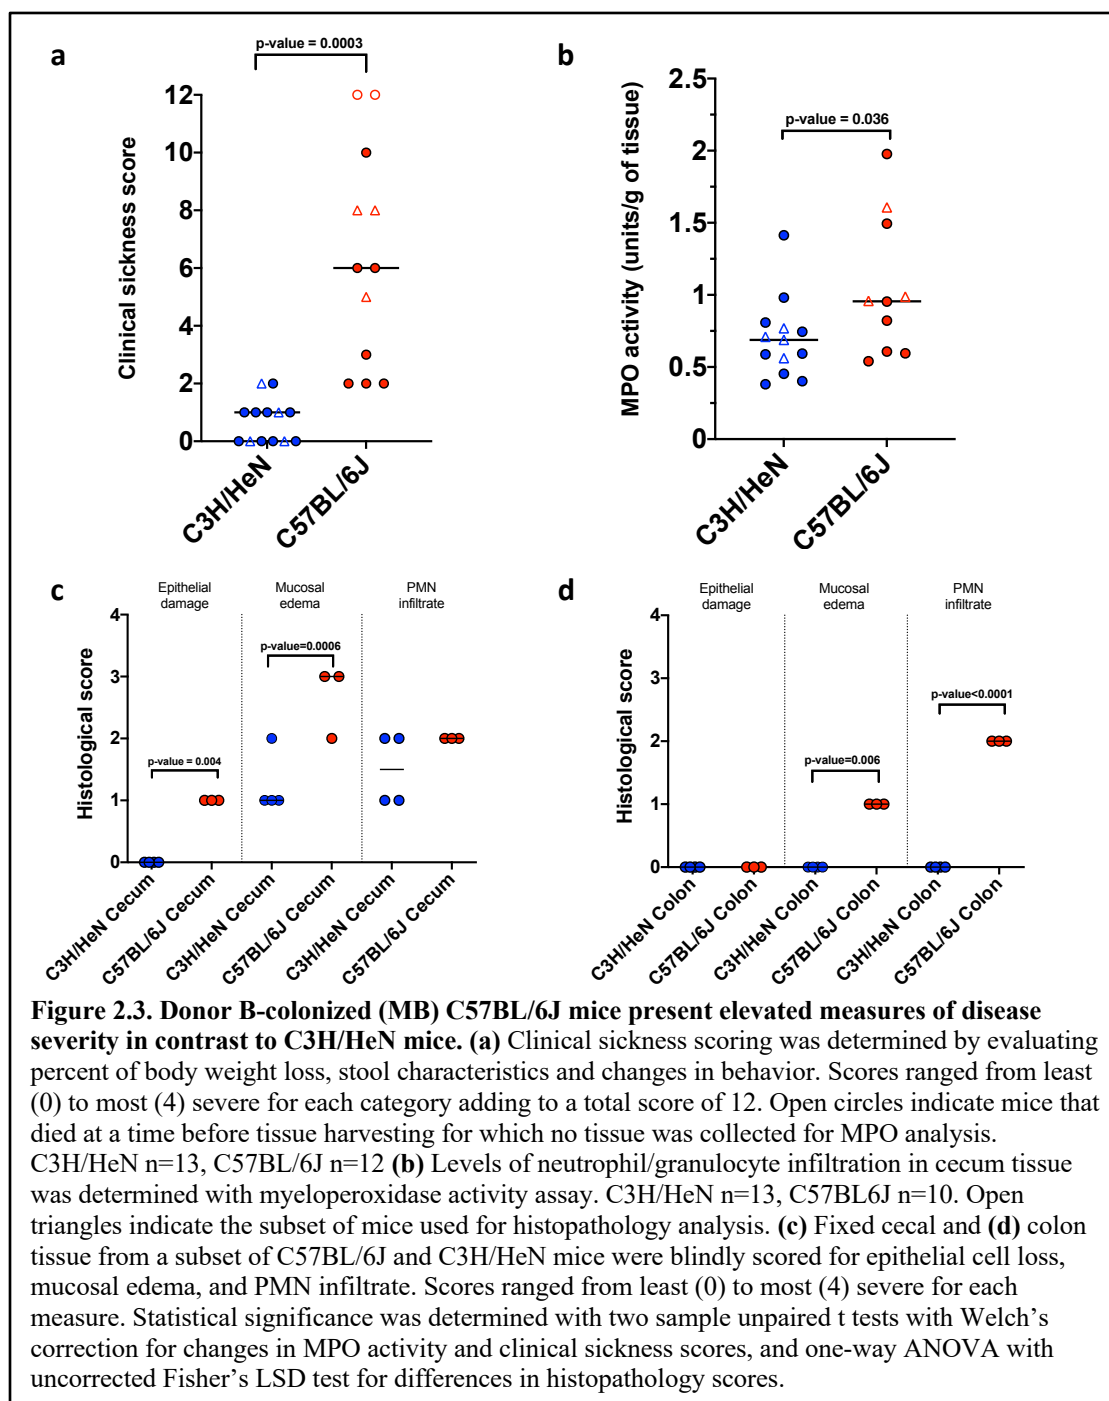 a
p-value = 0.0003
12
10
8
6
4
2
0
Clinical sickness score
C3H/HeN
C57BL/6J
b
p-value = 0.036
2.5
2
1.5
1
0.5
0
MPO activity (units/g of tissue)
C3H/HeN
C57BL/6J
c
Epithelial
damage
Mucosal
edema
PMN
infiltrate
4
3
2
1
0
Histological score
p-value = 0.004
p-value=0.0006
C3H/HeN Cecum
C57BL/6J Cecum
C3H/HeN Cecum
C57BL/6J Cecum
C3H/HeN Cecum
C57BL/6J Cecum
d
Epithelial
damage
Mucosal
edema
PMN
infiltrate
4
3
2
1
0
Histological score
p-value=0.006
p-value<0.0001
C3H/HeN Colon
C57BL/6J Colon
C3H/HeN Colon
C57BL/6J Colon
C3H/HeN Colon
C57BL/6J Colon
Figure 2.3. Donor B-colonized (MB) C57BL/6J mice present elevated measures of disease
severity in contrast to C3H/HeN mice. (a) Clinical sickness scoring was determined by evaluating
percent of body weight loss, stool characteristics and changes in behavior. Scores ranged from least
(0) to most (4) severe for each category adding to a total score of 12. Open circles indicate mice that
died at a time before tissue harvesting for which no tissue was collected for MPO analysis.
C3H/HeN n=13, C57BL/6J n=12 (b) Levels of neutrophil/granulocyte infiltration in cecum tissue
was determined with myeloperoxidase activity assay. C3H/HeN n=13, C57BL6J n=10. Open
triangles indicate the subset of mice used for histopathology analysis. (c) Fixed cecal and (d) colon
tissue from a subset of C57BL/6J and C3H/HeN mice were blindly scored for epithelial cell loss,
mucosal edema, and PMN infiltrate. Scores ranged from least (0) to most (4) severe for each
measure. Statistical significance was determined with two sample unpaired t tests with Welch's
correction for changes in MPO activity and clinical sickness scores, and one-way ANOVA with
uncorrected Fisher's LSD test for differences in histopathology scores.